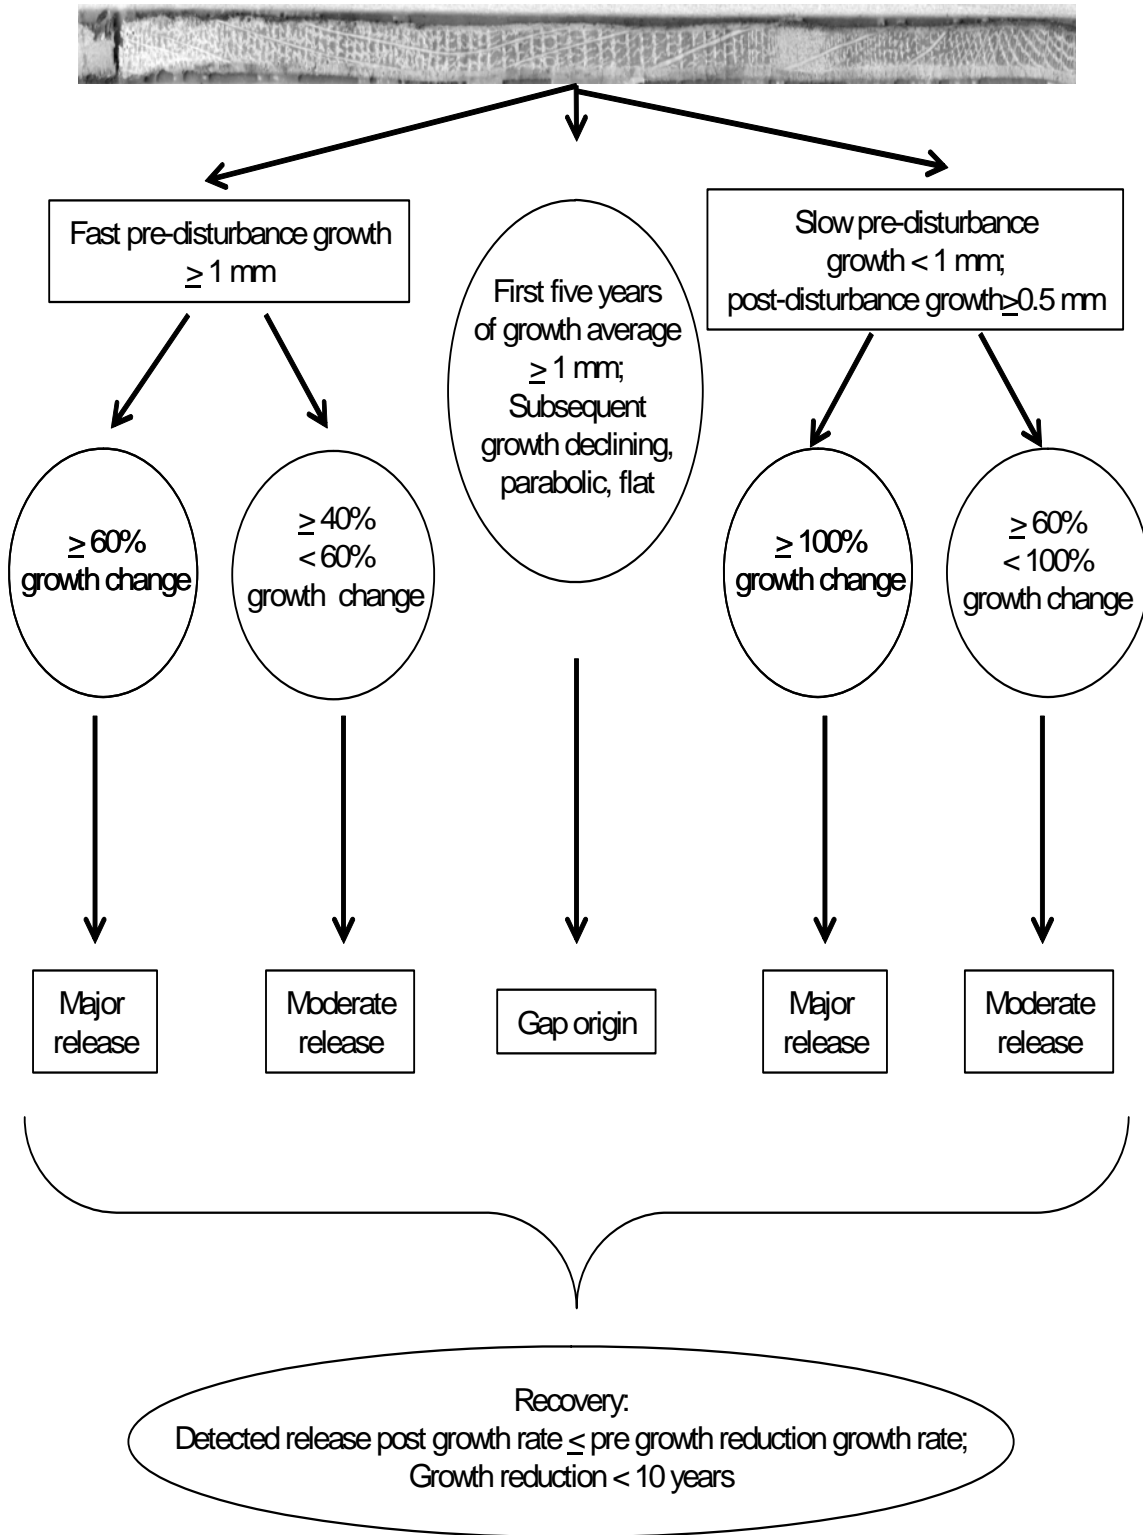 Fast pre-disturbance growth
≥ 1 mm
First five years
of growth average
≥ 1 mm;
Subsequent
growth declining,
parabolic, flat
Slow pre-disturbance
growth < 1 mm;
post-disturbance growth≥0.5 mm
≥ 60%
growth change
≥ 40%
< 60%
growth change
≥ 100%
growth change
≥ 60%
< 100%
growth change
Major
release
Moderate
release
Gap origin
Major
release
Moderate
release
Recovery:
Detected release post growth rate ≤ pre growth reduction growth rate;
Growth reduction < 10 years